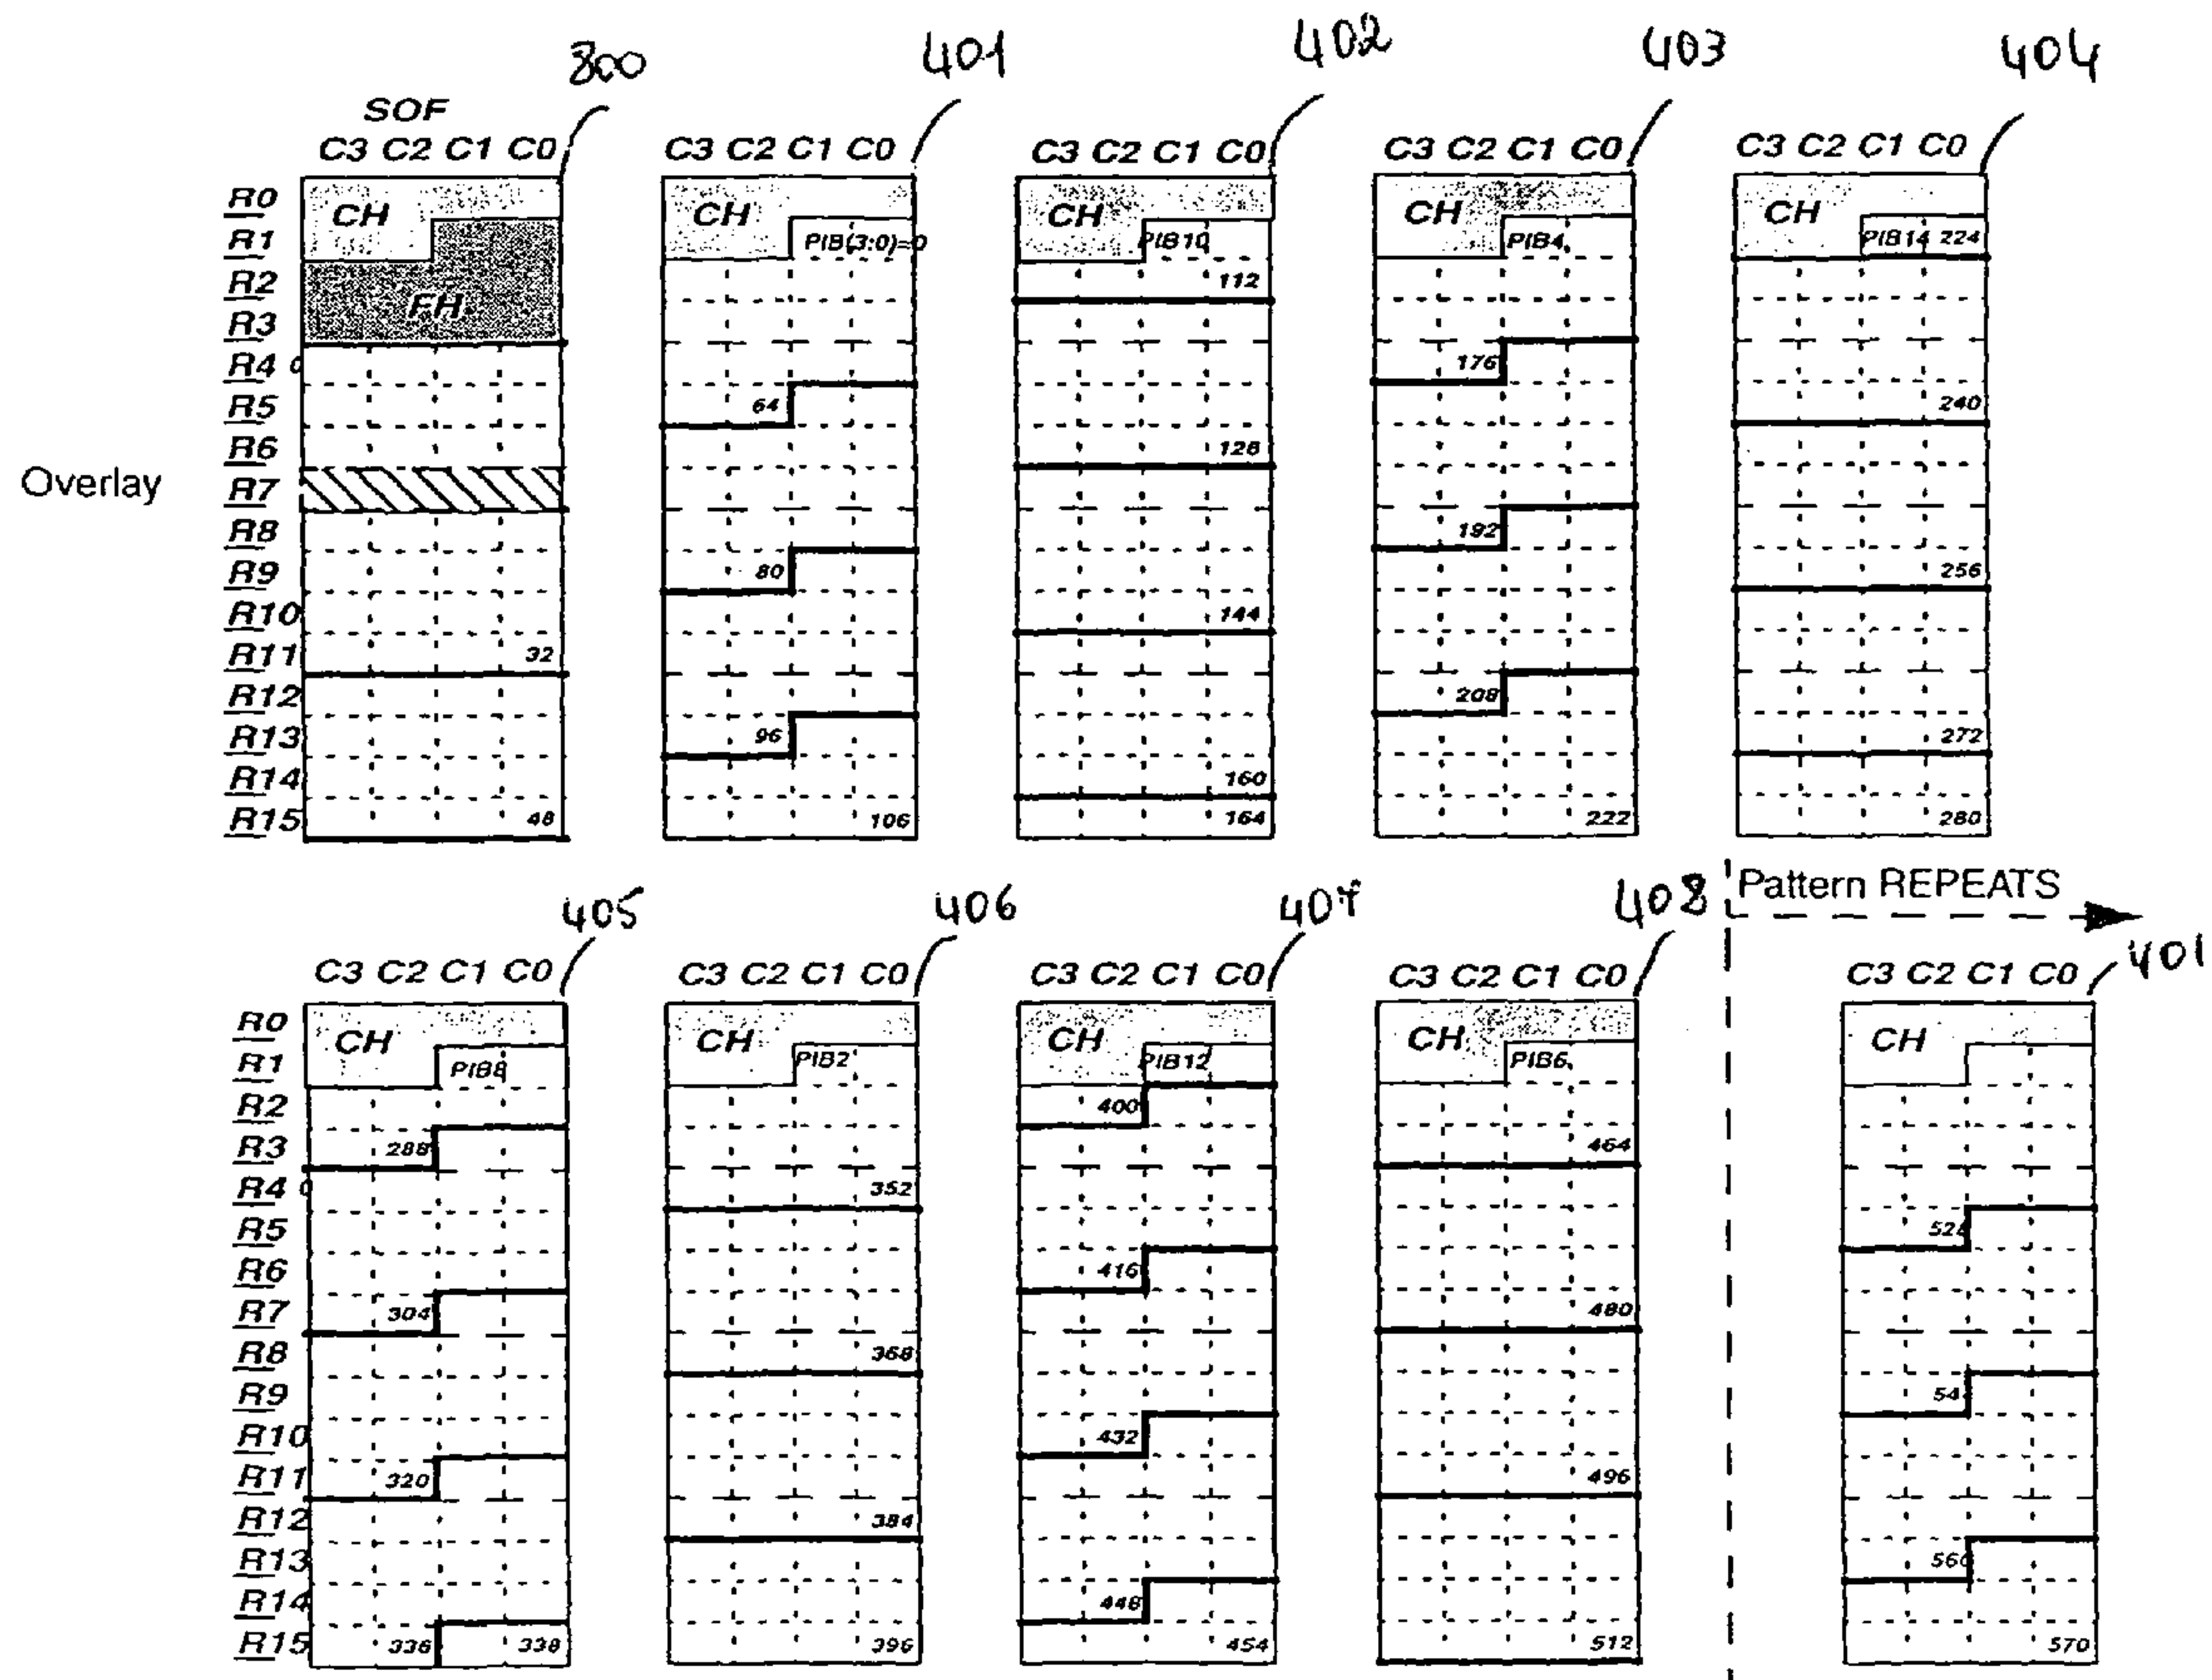 800 401 402 403 404
SOF
C3 C2 C1 C0 C3 C2 C1 C0 C3 C2 C1 C0 C3 C2 C1 C0 C3 C2 C1 C0
R0 CH CH CH CH CH
R1 PIB(3:0)=0 PIB10 PIB4 PIB14 224
R2 FH 112
R3
R4 0 176
R5 64 240
R6 128
Overlay R7
R8 192
R9 80 256
R10 144
R11 32
R12 208
R13 96 272
R14 160
R15 48 106 164 222 280
Pattern REPEATS
405 406 407 408 401
C3 C2 C1 C0 C3 C2 C1 C0 C3 C2 C1 C0 C3 C2 C1 C0 C3 C2 C1 C0
R0 CH CH CH CH CH
R1 PIB8 PIB2 PIB12 PIB6
R2 400
R3 288 464
R4 0 352
R5 528
R6 416
R7 304 480
R8 368
R9 54
R10 432
R11 320 496
R12 384
R13 560
R14 448
R15 336 338 396 454 512 570